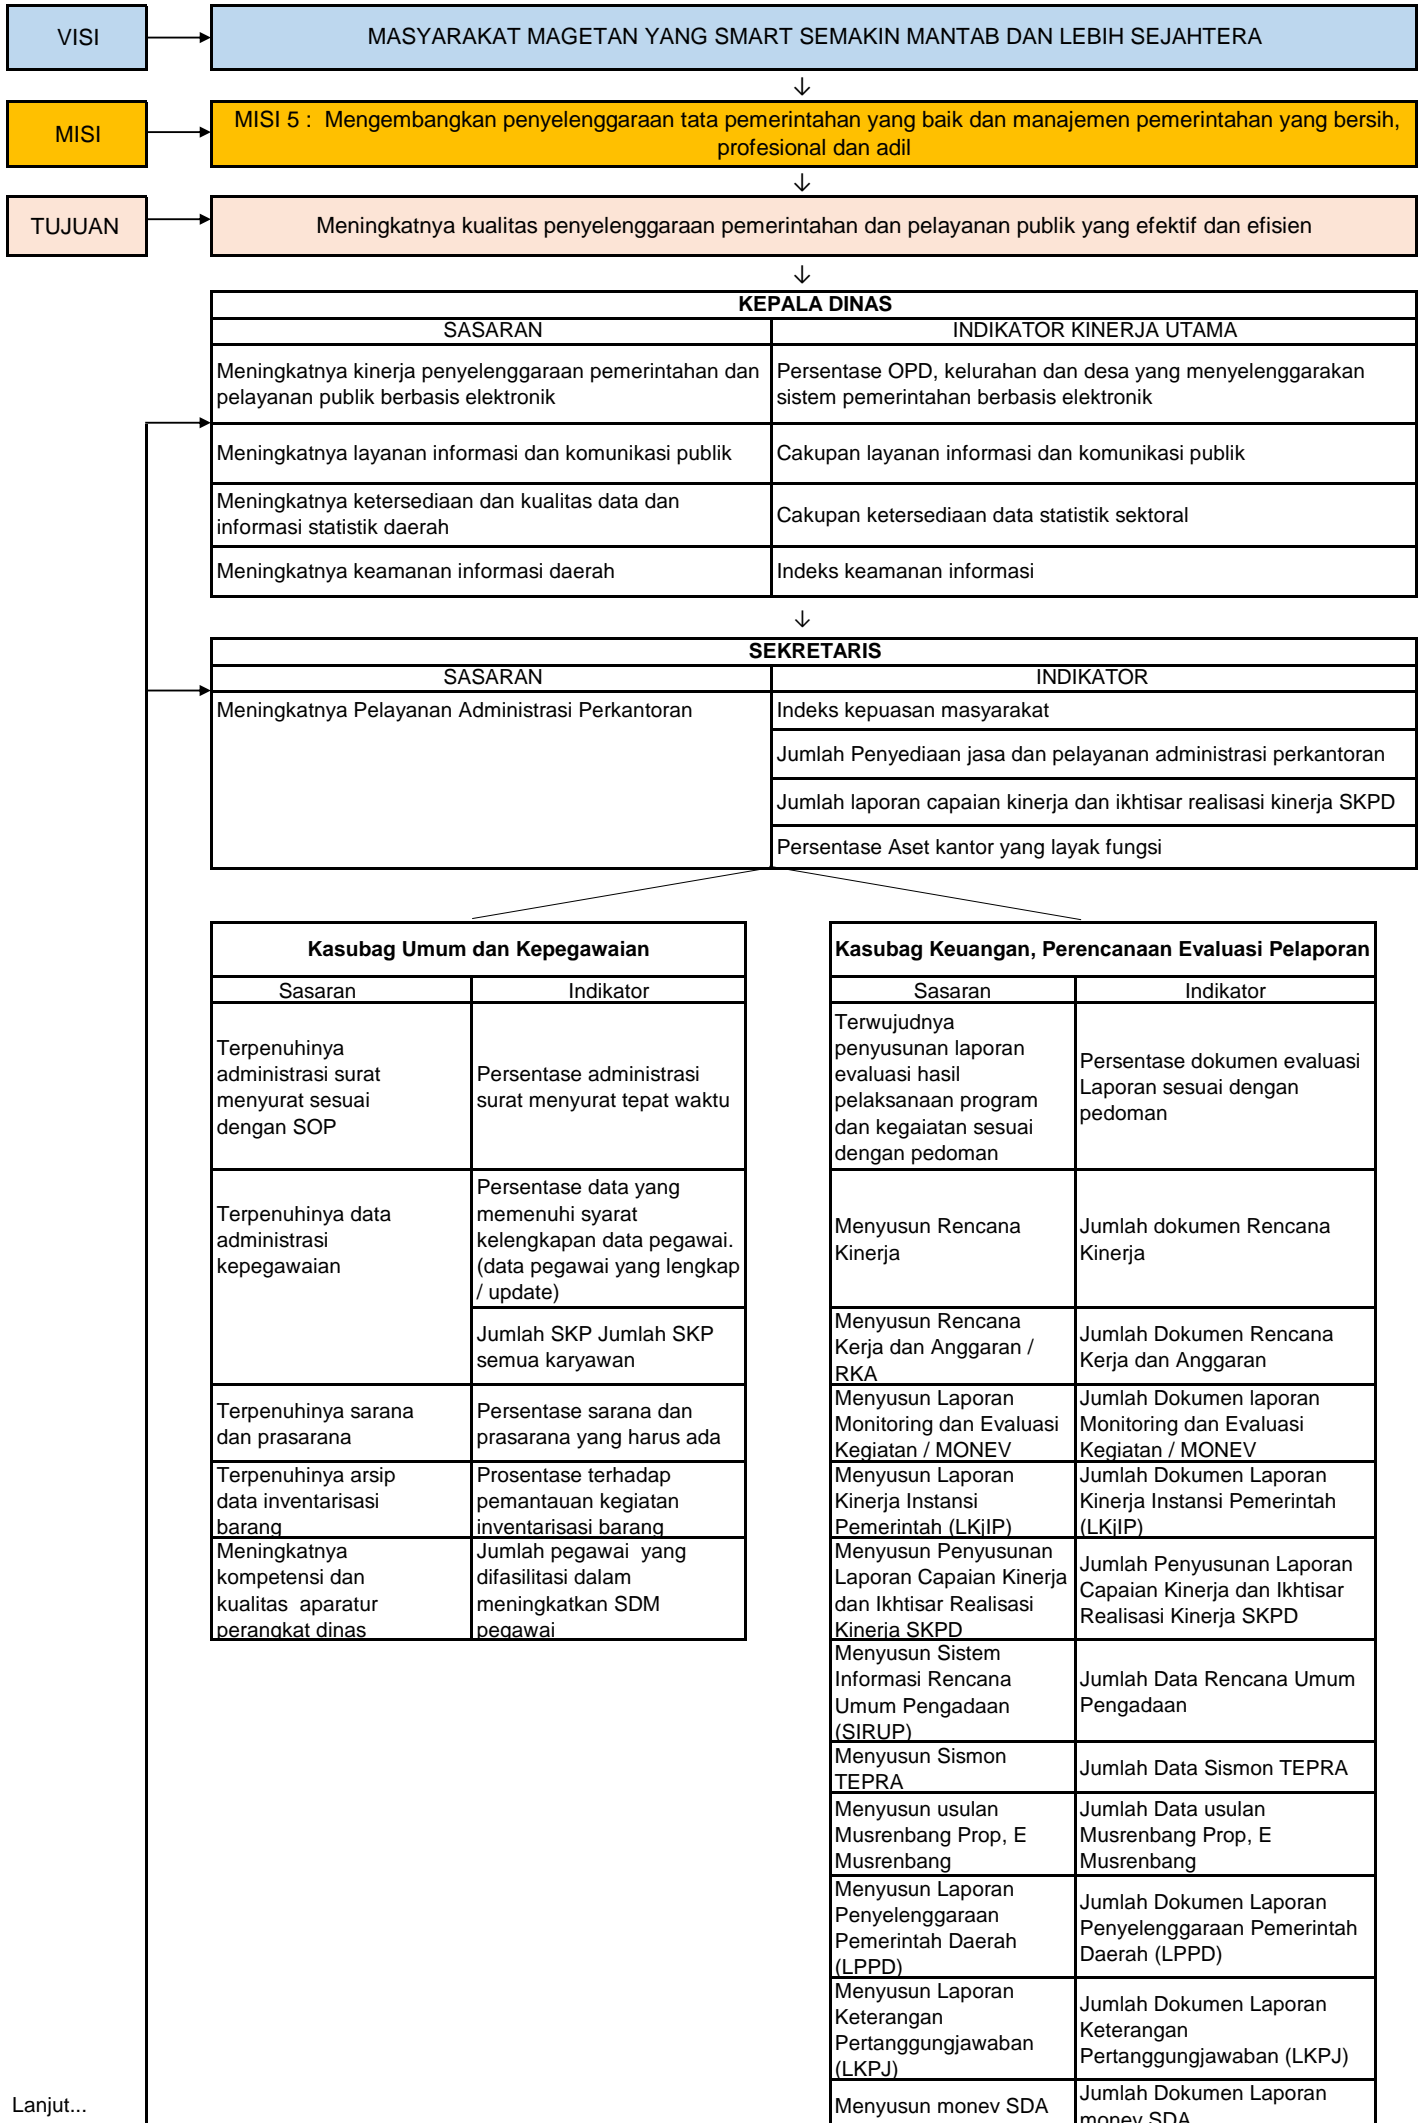 VISI
MASYARAKAT MAGETAN YANG SMART SEMAKIN MANTAB DAN LEBIH SEJAHTERA
MISI
MISI 5 :  Mengembangkan penyelenggaraan tata pemerintahan yang baik dan manajemen pemerintahan yang bersih,
profesional dan adil
TUJUAN
Meningkatnya kualitas penyelenggaraan pemerintahan dan pelayanan publik yang efektif dan efisien
KEPALA DINAS
SASARAN
INDIKATOR KINERJA UTAMA
Meningkatnya kinerja penyelenggaraan pemerintahan dan
pelayanan publik berbasis elektronik
Persentase OPD, kelurahan dan desa yang menyelenggarakan
sistem pemerintahan berbasis elektronik
Meningkatnya layanan informasi dan komunikasi publik
Cakupan layanan informasi dan komunikasi publik
Meningkatnya ketersediaan dan kualitas data dan
informasi statistik daerah
Cakupan ketersediaan data statistik sektoral
Meningkatnya keamanan informasi daerah
Indeks keamanan informasi
SEKRETARIS
SASARAN
INDIKATOR
Meningkatnya Pelayanan Administrasi Perkantoran
Indeks kepuasan masyarakat
Jumlah Penyediaan jasa dan pelayanan administrasi perkantoran
Jumlah laporan capaian kinerja dan ikhtisar realisasi kinerja SKPD
Persentase Aset kantor yang layak fungsi
Kasubag Umum dan Kepegawaian
Sasaran
Indikator
Terpenuhinya
administrasi surat
menyurat sesuai
dengan SOP
Persentase administrasi
surat menyurat tepat waktu
Terpenuhinya data
administrasi
kepegawaian
Persentase data yang
memenuhi syarat
kelengkapan data pegawai.
(data pegawai yang lengkap
/ update)
Jumlah SKP Jumlah SKP
semua karyawan
Terpenuhinya sarana
dan prasarana
Persentase sarana dan
prasarana yang harus ada
Terpenuhinya arsip
data inventarisasi
barang
Prosentase terhadap
pemantauan kegiatan
inventarisasi barang
Meningkatnya
kompetensi dan
kualitas  aparatur
perangkat dinas
Jumlah pegawai  yang
difasilitasi dalam
meningkatkan SDM
pegawai
Kasubag Keuangan, Perencanaan Evaluasi Pelaporan
Sasaran
Indikator
Terwujudnya
penyusunan laporan
evaluasi hasil
pelaksanaan program
dan kegaiatan sesuai
dengan pedoman
Persentase dokumen evaluasi
Laporan sesuai dengan
pedoman
Menyusun Rencana
Kinerja
Jumlah dokumen Rencana
Kinerja
Menyusun Rencana
Kerja dan Anggaran /
RKA
Jumlah Dokumen Rencana
Kerja dan Anggaran
Menyusun Laporan
Monitoring dan Evaluasi
Kegiatan / MONEV
Jumlah Dokumen laporan
Monitoring dan Evaluasi
Kegiatan / MONEV
Menyusun Laporan
Kinerja Instansi
Pemerintah (LKjIP)
Jumlah Dokumen Laporan
Kinerja Instansi Pemerintah
(LKjIP)
Menyusun Penyusunan
Laporan Capaian Kinerja
dan Ikhtisar Realisasi
Kinerja SKPD
Jumlah Penyusunan Laporan
Capaian Kinerja dan Ikhtisar
Realisasi Kinerja SKPD
Menyusun Sistem
Informasi Rencana
Umum Pengadaan
(SIRUP)
Jumlah Data Rencana Umum
Pengadaan
Menyusun Sismon
TEPRA
Jumlah Data Sismon TEPRA
Menyusun usulan
Musrenbang Prop, E
Musrenbang
Jumlah Data usulan
Musrenbang Prop, E
Musrenbang
Menyusun Laporan
Penyelenggaraan
Pemerintah Daerah
(LPPD)
Jumlah Dokumen Laporan
Penyelenggaraan Pemerintah
Daerah (LPPD)
Menyusun Laporan
Keterangan
Pertanggungjawaban
(LKPJ)
Jumlah Dokumen Laporan
Keterangan
Pertanggungjawaban (LKPJ)
Menyusun monev SDA
Jumlah Dokumen Laporan
monev SDA
Lanjut...